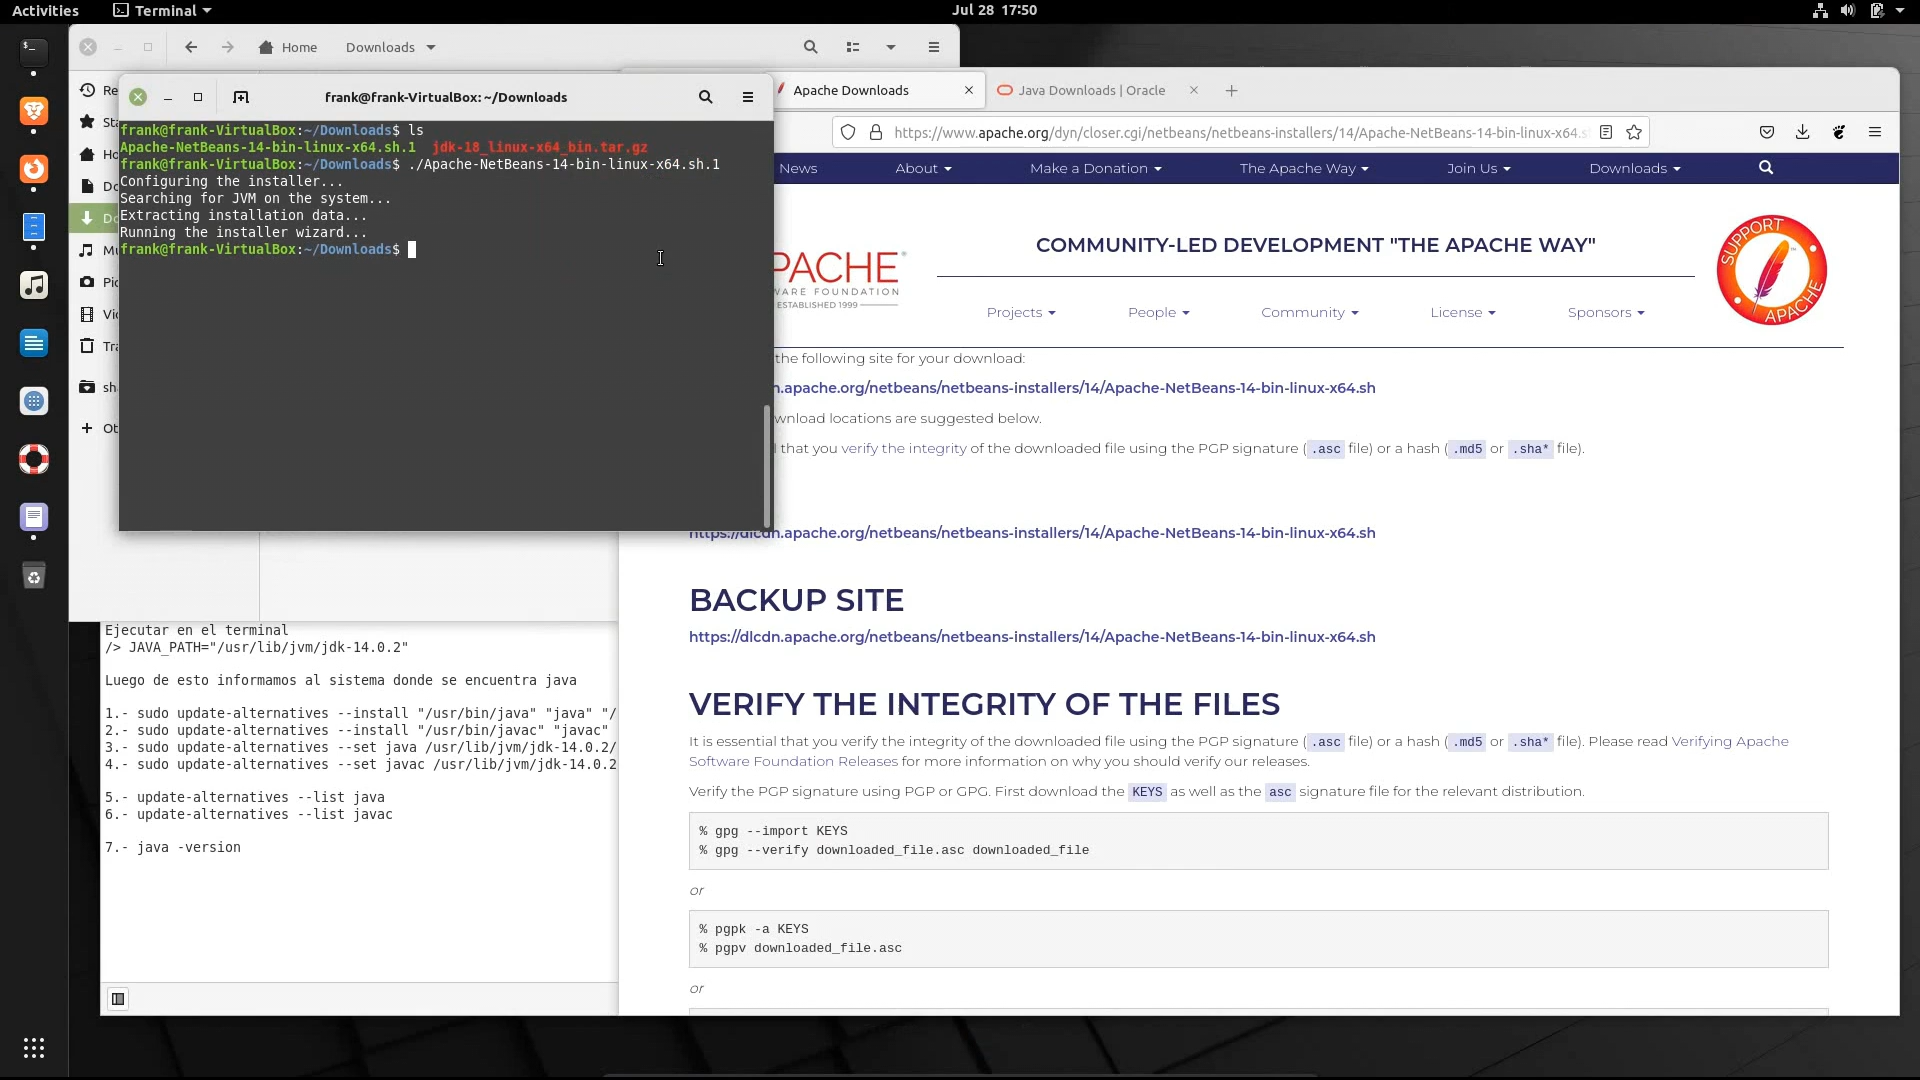 Activities
Terminal
Jul 28 17:50
Home
Downloads
frank@frank-VirtualBox: ~/Downloads
frank@frank-VirtualBox:~/Downloads$ ls
Apache-NetBeans-14-bin-linux-x64.sh.1 jdk-18_linux-x64_bin.tar.gz
frank@frank-VirtualBox:~/Downloads$ ./Apache-NetBeans-14-bin-linux-x64.sh.1
Configuring the installer...
Searching for JVM on the system...
Extracting installation data...
Running the installer wizard...
frank@frank-VirtualBox:~/Downloads$
Ejecutar en el terminal
/> JAVA_PATH="/usr/lib/jvm/jdk-14.0.2"
Luego de esto informamos al sistema donde se encuentra java
1.- sudo update-alternatives --install "/usr/bin/java" "java" "/
2.- sudo update-alternatives --install "/usr/bin/javac" "javac"
3.- sudo update-alternatives --set java /usr/lib/jvm/jdk-14.0.2/
4.- sudo update-alternatives --set javac /usr/lib/jvm/jdk-14.0.2
5.- update-alternatives --list java
6.- update-alternatives --list javac
7.- java -version
Apache Downloads
Java Downloads | Oracle
https://www.apache.org/dyn/closer.cgi/netbeans/netbeans-installers/14/Apache-NetBeans-14-bin-linux-x64.s
News About Make a Donation The Apache Way Join Us Downloads
PACHE
WARE FOUNDATION
ESTABLISHED 1999
COMMUNITY-LED DEVELOPMENT "THE APACHE WAY"
SUPPORT APACHE
Projects People Community License Sponsors
the following site for your download:
n.apache.org/netbeans/netbeans-installers/14/Apache-NetBeans-14-bin-linux-x64.sh
wnload locations are suggested below.
l that you verify the integrity of the downloaded file using the PGP signature (.asc file) or a hash (.md5 or .sha* file).
https://dlcdn.apache.org/netbeans/netbeans-installers/14/Apache-NetBeans-14-bin-linux-x64.sh
BACKUP SITE
https://dlcdn.apache.org/netbeans/netbeans-installers/14/Apache-NetBeans-14-bin-linux-x64.sh
VERIFY THE INTEGRITY OF THE FILES
It is essential that you verify the integrity of the downloaded file using the PGP signature (.asc file) or a hash (.md5 or .sha* file). Please read Verifying Apache
Software Foundation Releases for more information on why you should verify our releases.
Verify the PGP signature using PGP or GPG. First download the KEYS as well as the asc signature file for the relevant distribution.
% gpg --import KEYS
% gpg --verify downloaded_file.asc downloaded_file
or
% pgpk -a KEYS
% pgpv downloaded_file.asc
or